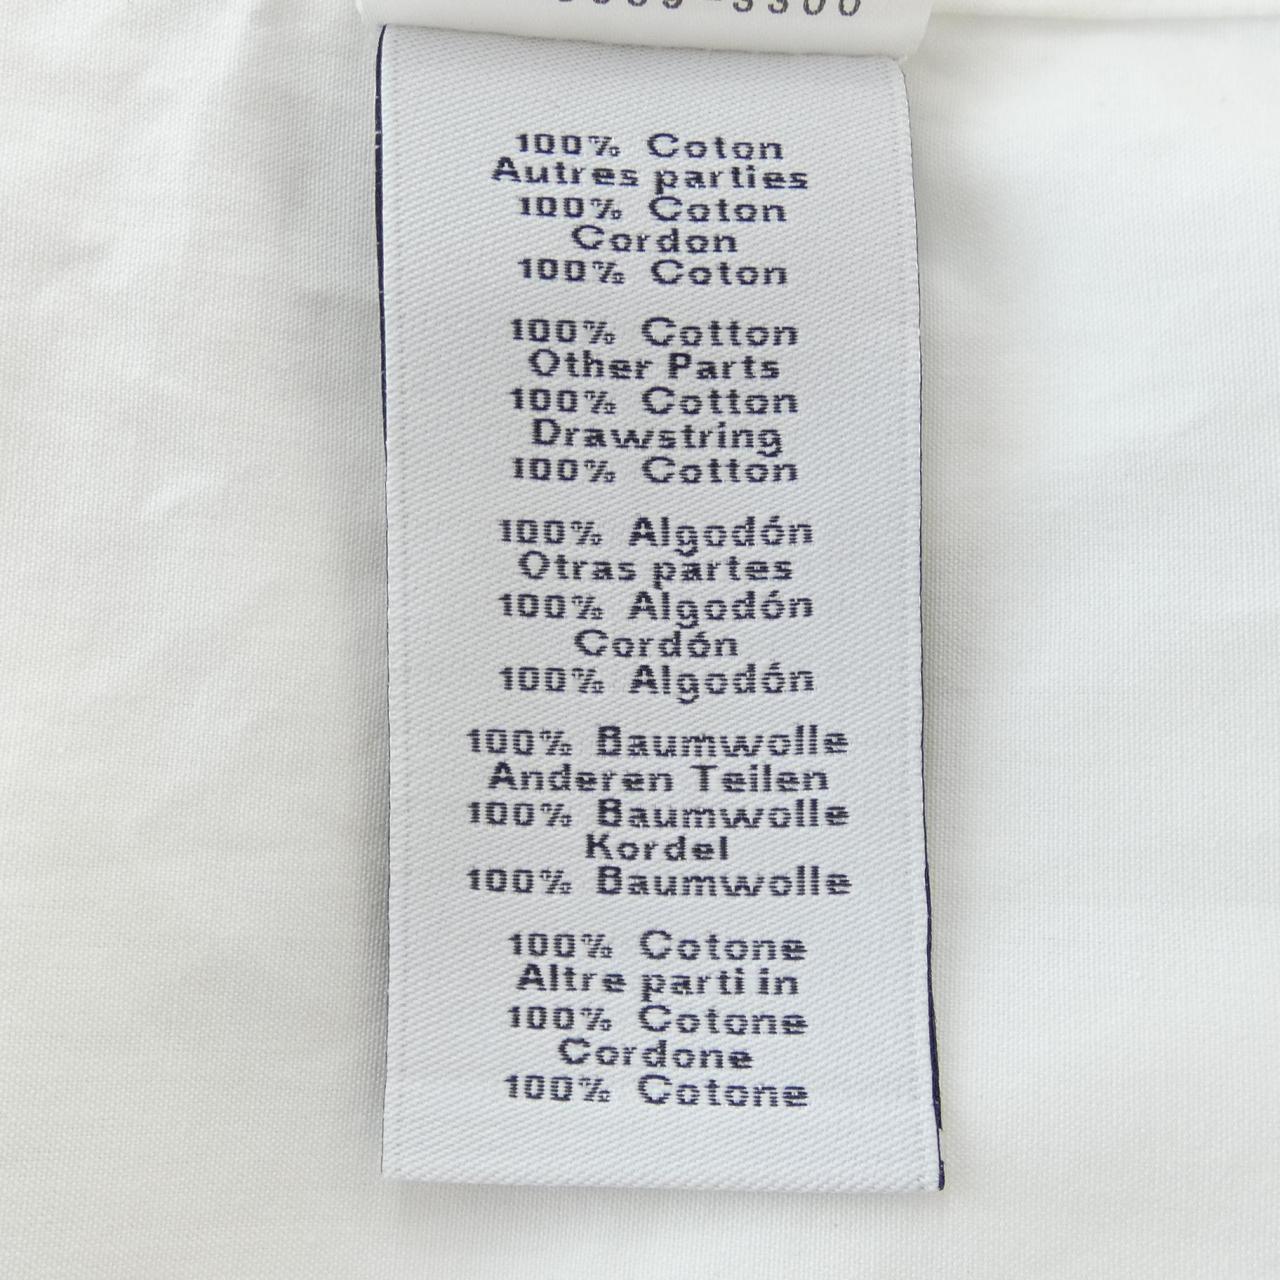 100% Coton
Autres parties
100% Coton
Cordon
100% Coton
100% Cotton
Other Parts
100% Cotton
Drawstring
100% Cotton
100% Algodón
Otras partes
100% Algodón
Cordón
100% Algodón
100% Baumwolle
Anderen Teilen
100% Baumwolle
Kordel
100% Baumwolle
100% Cotone
Altre parti in
100% Cotone
Cordone
100% Cotone